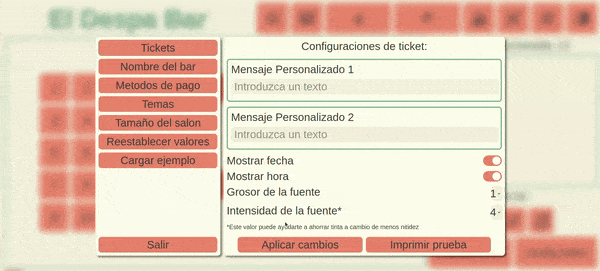 El Despa Bar
Tickets
Nombre del bar
Metodos de pago
Temas
Tamaño del salon
Reestablecer valores
Cargar ejemplo
Salir
Configuraciones de ticket:
Mensaje Personalizado 1
Introduzca un texto
Mensaje Personalizado 2
Introduzca un texto
Mostrar fecha
Mostrar hora
Grosor de la fuente
1
Intensidad de la fuente*
4
*Este valor puede ayudarte a ahorrar tinta a cambio de menos nitidez
Aplicar cambios
Imprimir prueba